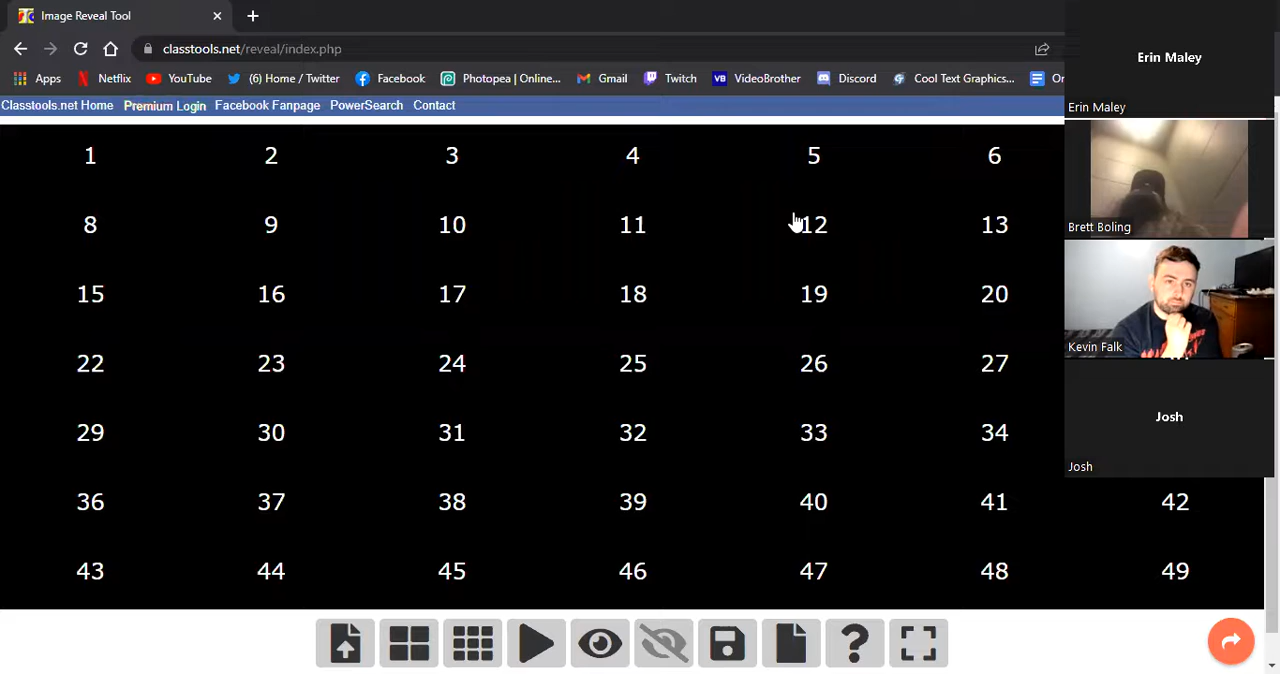 Image Reveal Tool
classtools.net/reveal/index.php
Apps Netflix YouTube (6) Home / Twitter Facebook Photopea | Online... Gmail Twitch VB VideoBrother Discord Cool Text Graphics... Or
Classtools.net Home Premium Login Facebook Fanpage PowerSearch Contact
1 2 3 4 5 6
8 9 10 11 12 13
15 16 17 18 19 20
22 23 24 25 26 27
29 30 31 32 33 34
36 37 38 39 40 41 42
43 44 45 46 47 48 49
?
Erin Maley
Erin Maley
Brett Boling
Kevin Falk
Josh
Josh